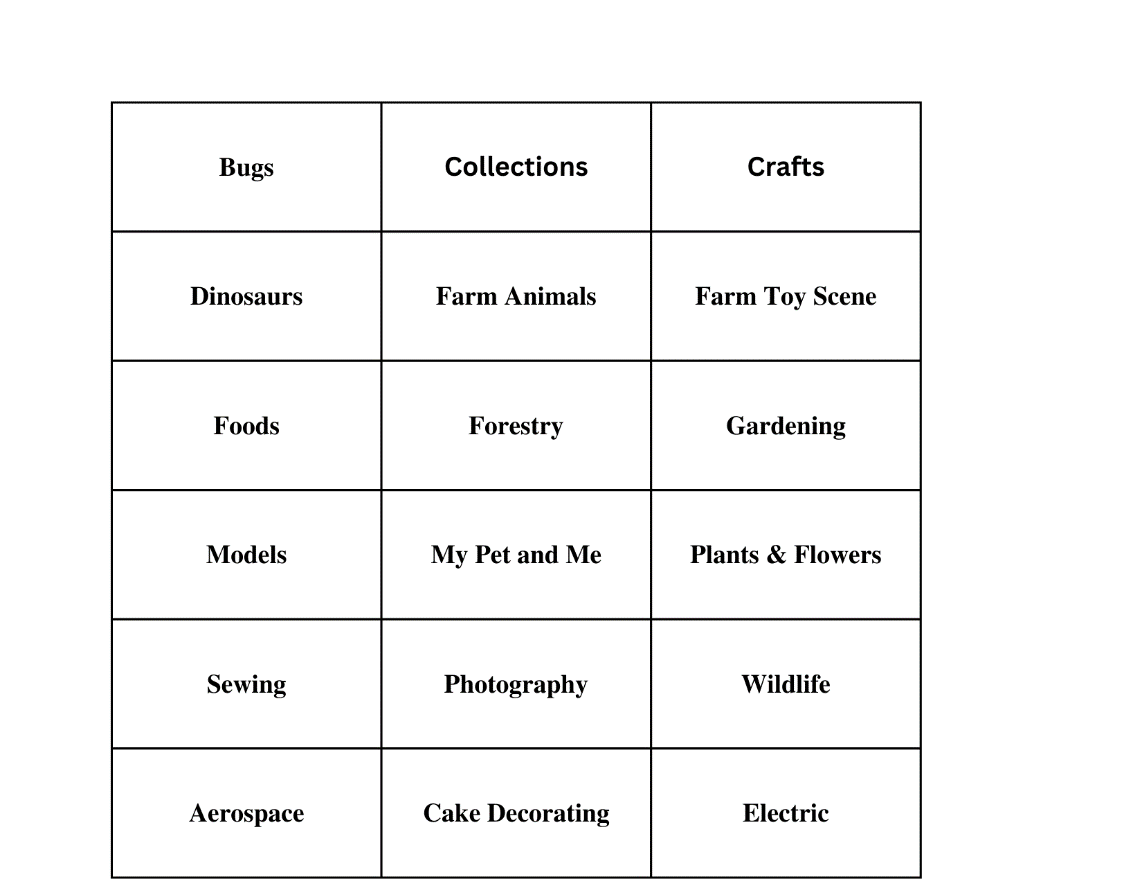 Bugs
Collections
Crafts
Dinosaurs
Farm Animals
Farm Toy Scene
Foods
Forestry
Gardening
Models
My Pet and Me
Plants & Flowers
Sewing
Photography
Wildlife
Aerospace
Cake Decorating
Electric